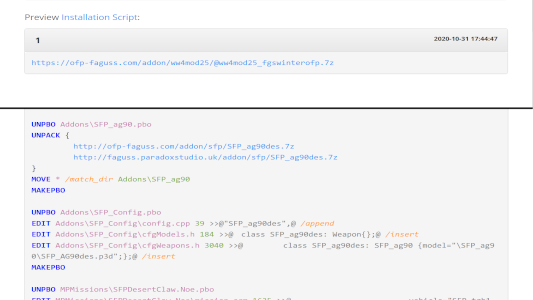 Preview Installation Script:
1 2020-10-31 17:44:47
https://ofp-faguss.com/addon/ww4mod25/@ww4mod25_fgswinterofp.7z
UNPBO Addons\SFP_ag90.pbo
UNPACK {
http://ofp-faguss.com/addon/sfp/SFP_ag90des.7z
http://faguss.paradoxstudio.uk/addon/sfp/SFP_ag90des.7z
}
MOVE * /match_dir Addons\SFP_ag90
MAKEPBO
UNPBO Addons\SFP_Config.pbo
EDIT Addons\SFP_Config\config.cpp 39 >>@"SFP_ag90des",@ /append
EDIT Addons\SFP_Config\cfgModels.h 184 >>@ class SFP_ag90des: Weapon{};@ /insert
EDIT Addons\SFP_Config\cfgWeapons.h 3040 >>@ class SFP_ag90des: SFP_ag90 {model="\SFP_ag9
0\SFP_AG90des.p3d";};@ /insert
MAKEPBO
UNPBO MPMissions\SFPDesertClaw.Noe.pbo